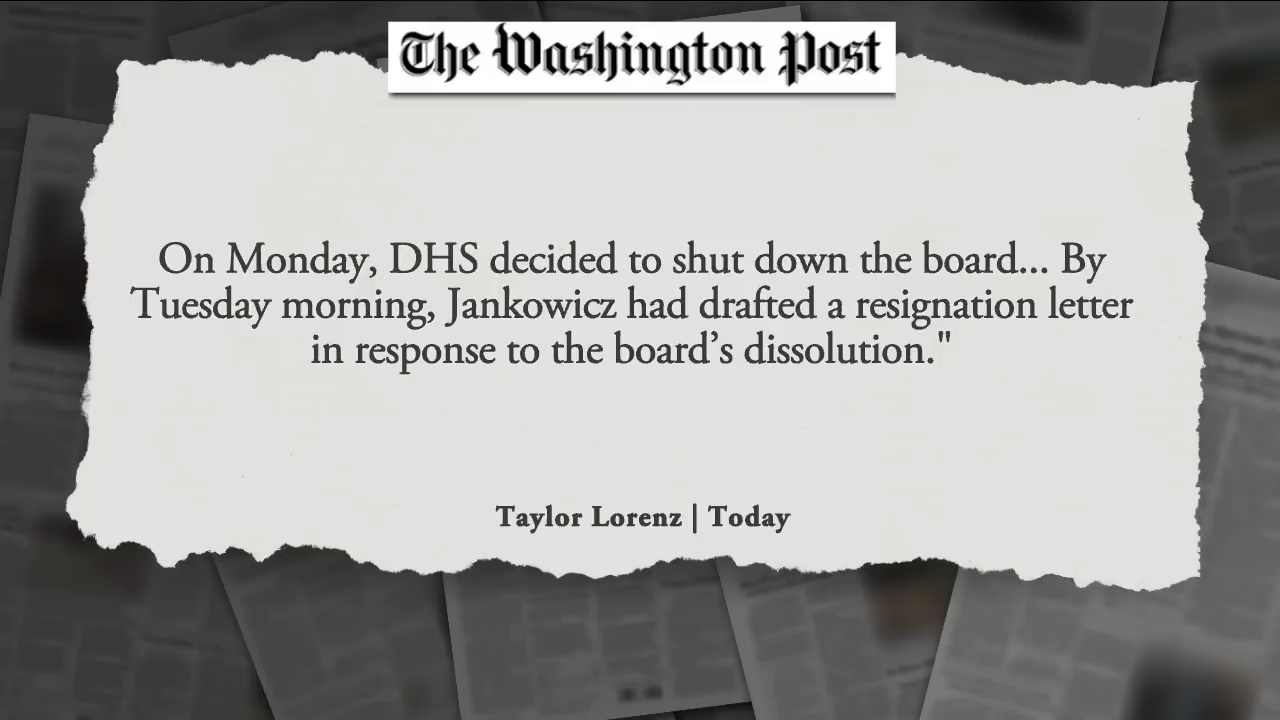 The Washington Post
On Monday, DHS decided to shut down the board... By
Tuesday morning, Jankowicz had drafted a resignation letter
in response to the board’s dissolution."
Taylor Lorenz | Today